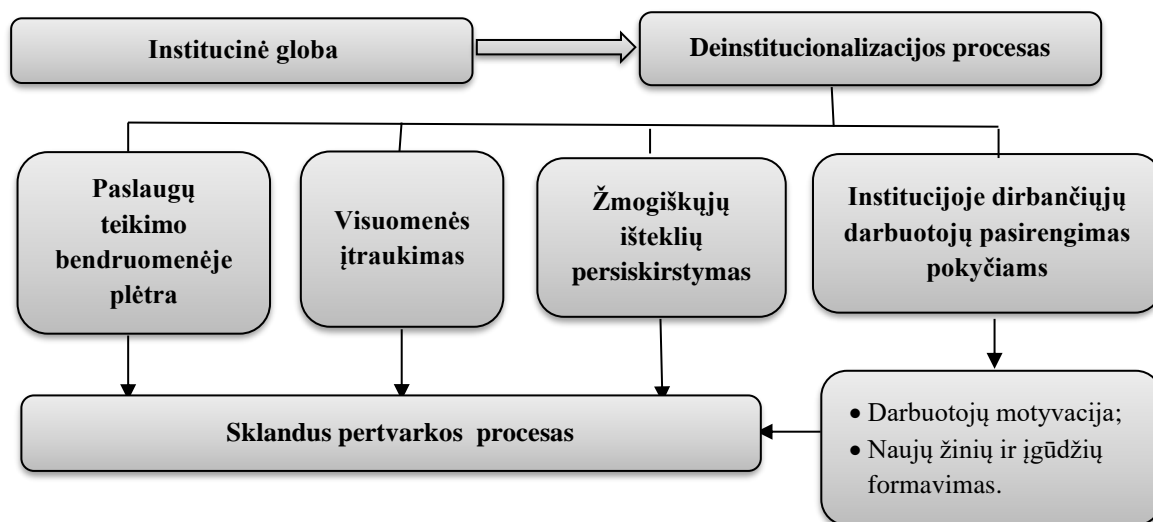 Institucinė globa
Deinstitucionalizacijos procesas
Paslaugų
teikimo
bendruomenėje
plėtra
Visuomenės
įtraukimas
Žmogiškųjų
išteklių
persiskirstymas
Institucijoje dirbančiųjų
darbuotojų pasirengimas
pokyčiams
Sklandus pertvarkos procesas
• Darbuotojų motyvacija;
• Naujų žinių ir įgūdžių
formavimas.